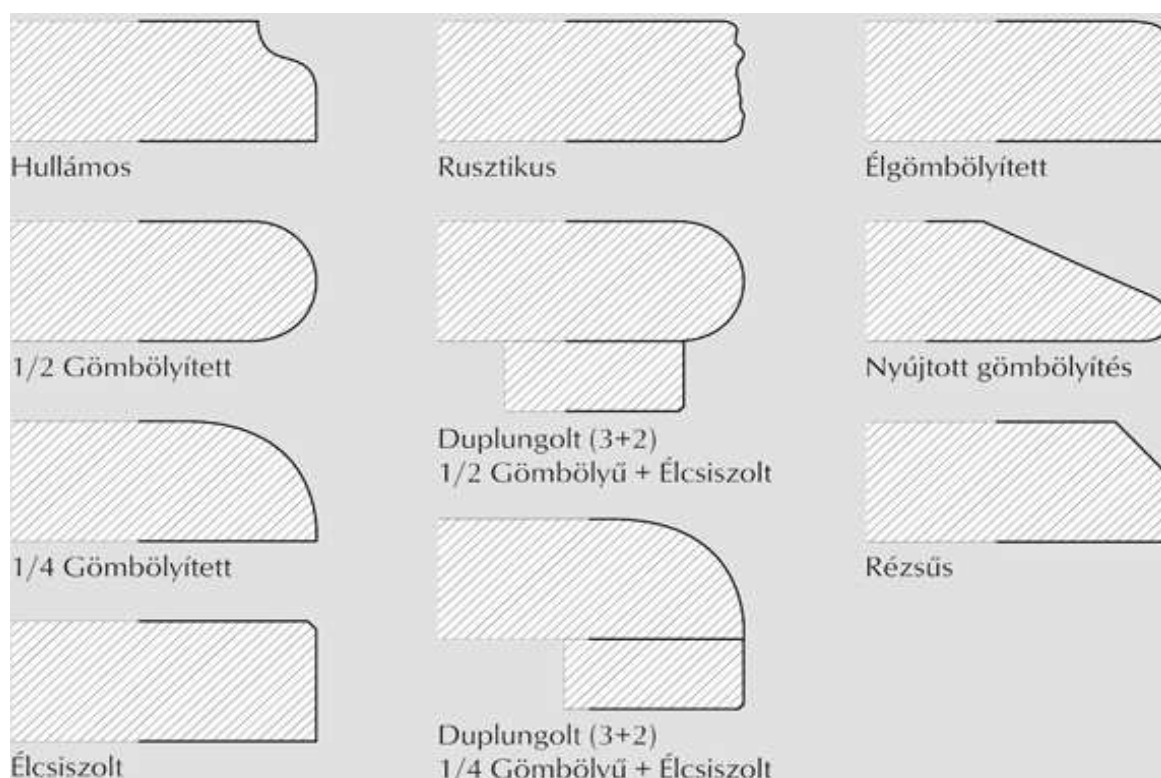 Hullámos
Rusztikus
Élgömbölyített
1/2 Gömbölyített
Duplungolt (3+2)
1/2 Gömbölyű + Élcsiszolt
Nyújtott gömbölyítés
1/4 Gömbölyített
Rézsűs
Élcsiszolt
Duplungolt (3+2)
1/4 Gömbölyű + Élcsiszolt